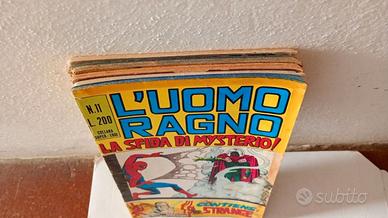 N.11
L. 200
COLLANA
SUPER-EROI
L'UOMO
RAGNO
LA SFIDA DI MYSTERIO!
CONTIENE:
STRANGE
subito